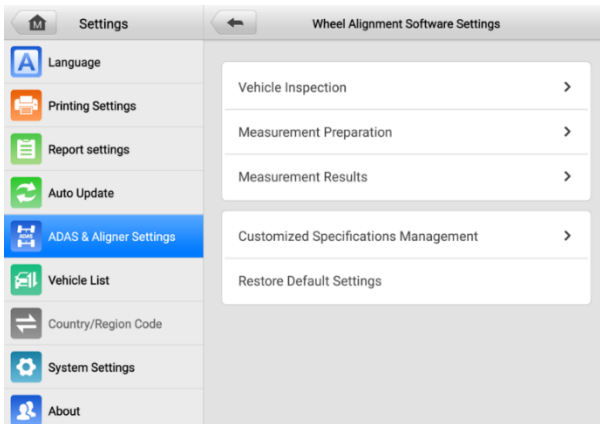 M
Settings
Wheel Alignment Software Settings
A
Language
Printing Settings
Report settings
Auto Update
ADAS
ADAS & Aligner Settings
Vehicle List
Country/Region Code
System Settings
About
Vehicle Inspection
Measurement Preparation
Measurement Results
Customized Specifications Management
Restore Default Settings